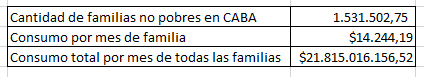 Cantidad de familias no pobres en CABA 1.531.502,75
Consumo por mes de familia $14.244,19
Consumo total por mes de todas las familias $21.815.016.156,52